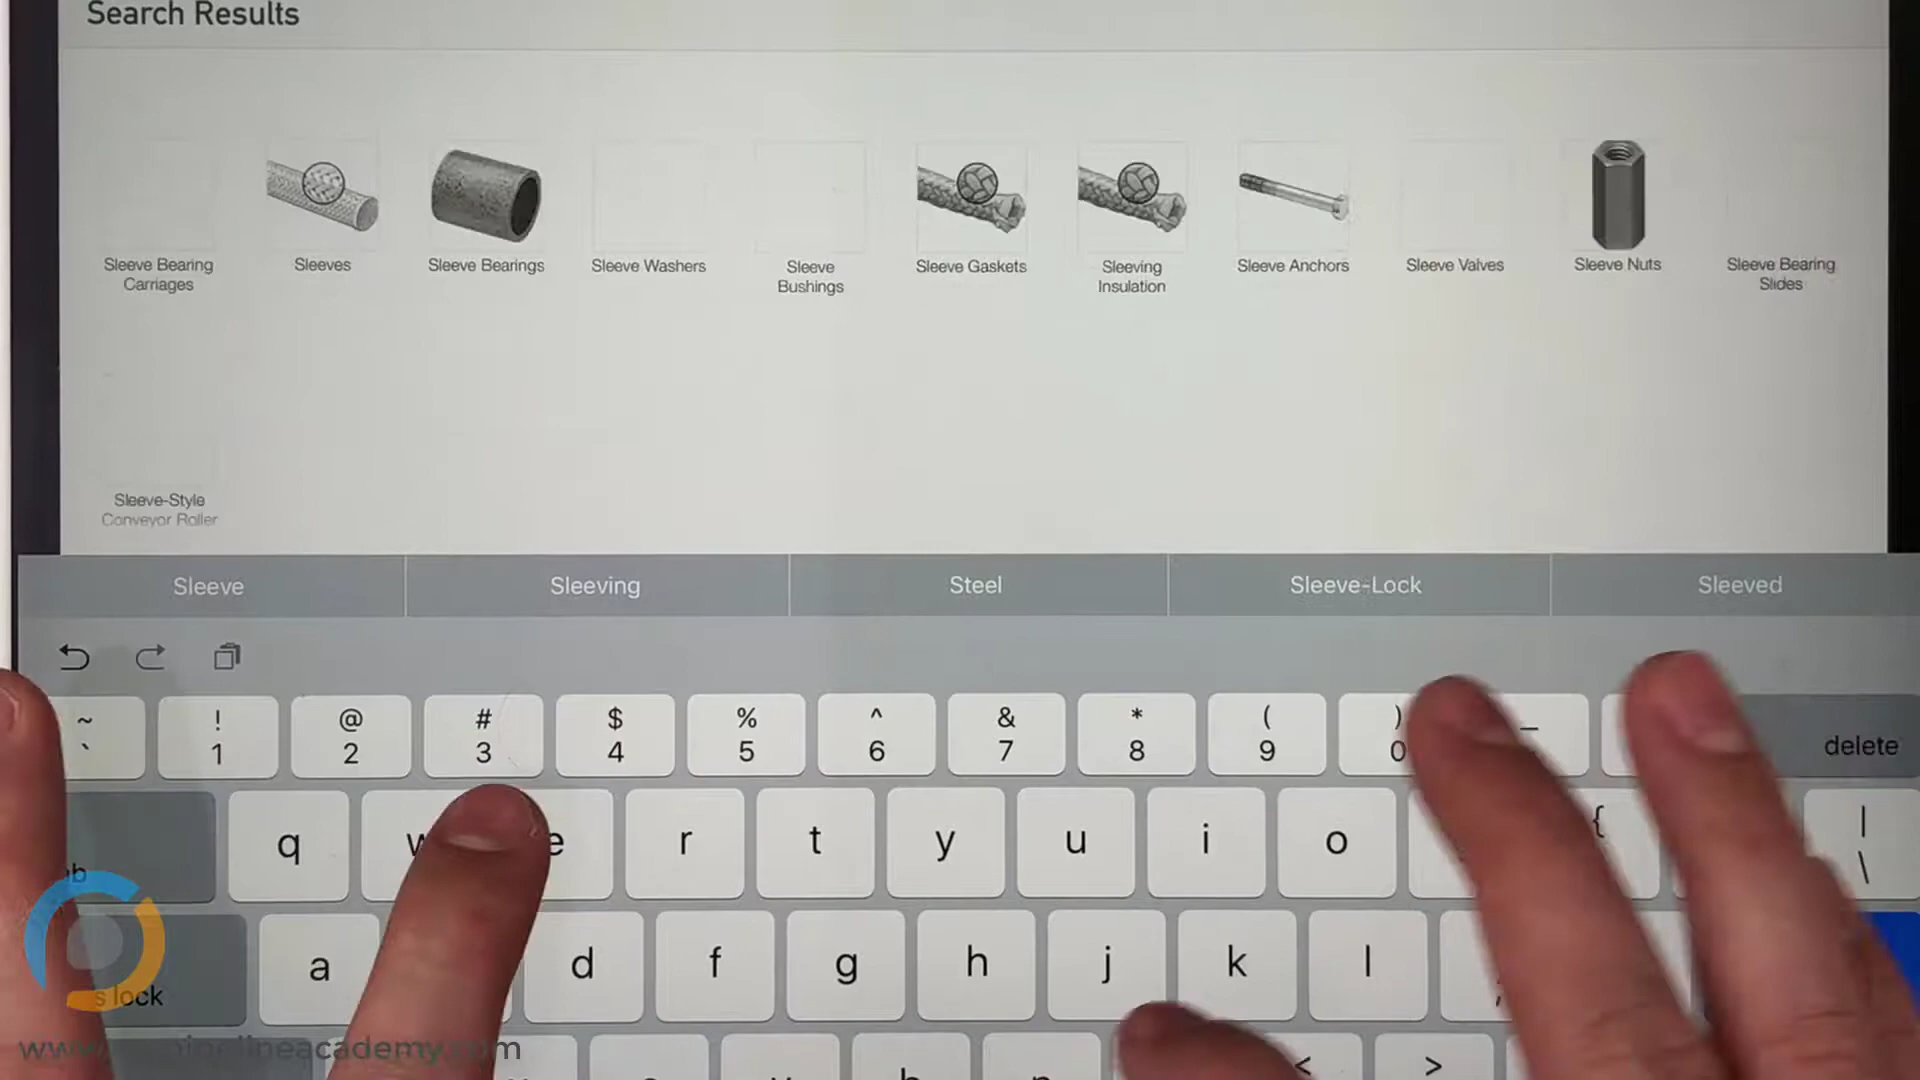 Search Results
Sleeve Bearing
Carriages
Sleeves
Sleeve Bearings
Sleeve Washers
Sleeve
Bushings
Sleeve Gaskets
Sleeving
Insulation
Sleeve Anchors
Sleeve Valves
Sleeve Nuts
Sleeve Bearing
Slides
Sleeve-Style
Conveyor Roller
Sleeve
Sleeving
Steel
Sleeve-Lock
Sleeved
~ ! @ # $ % ^ & * ( ) _
` 1 2 3 4 5 6 7 8 9 0
delete
q w e r t y u i o { |
\
a d f g h j k l
lock
< >